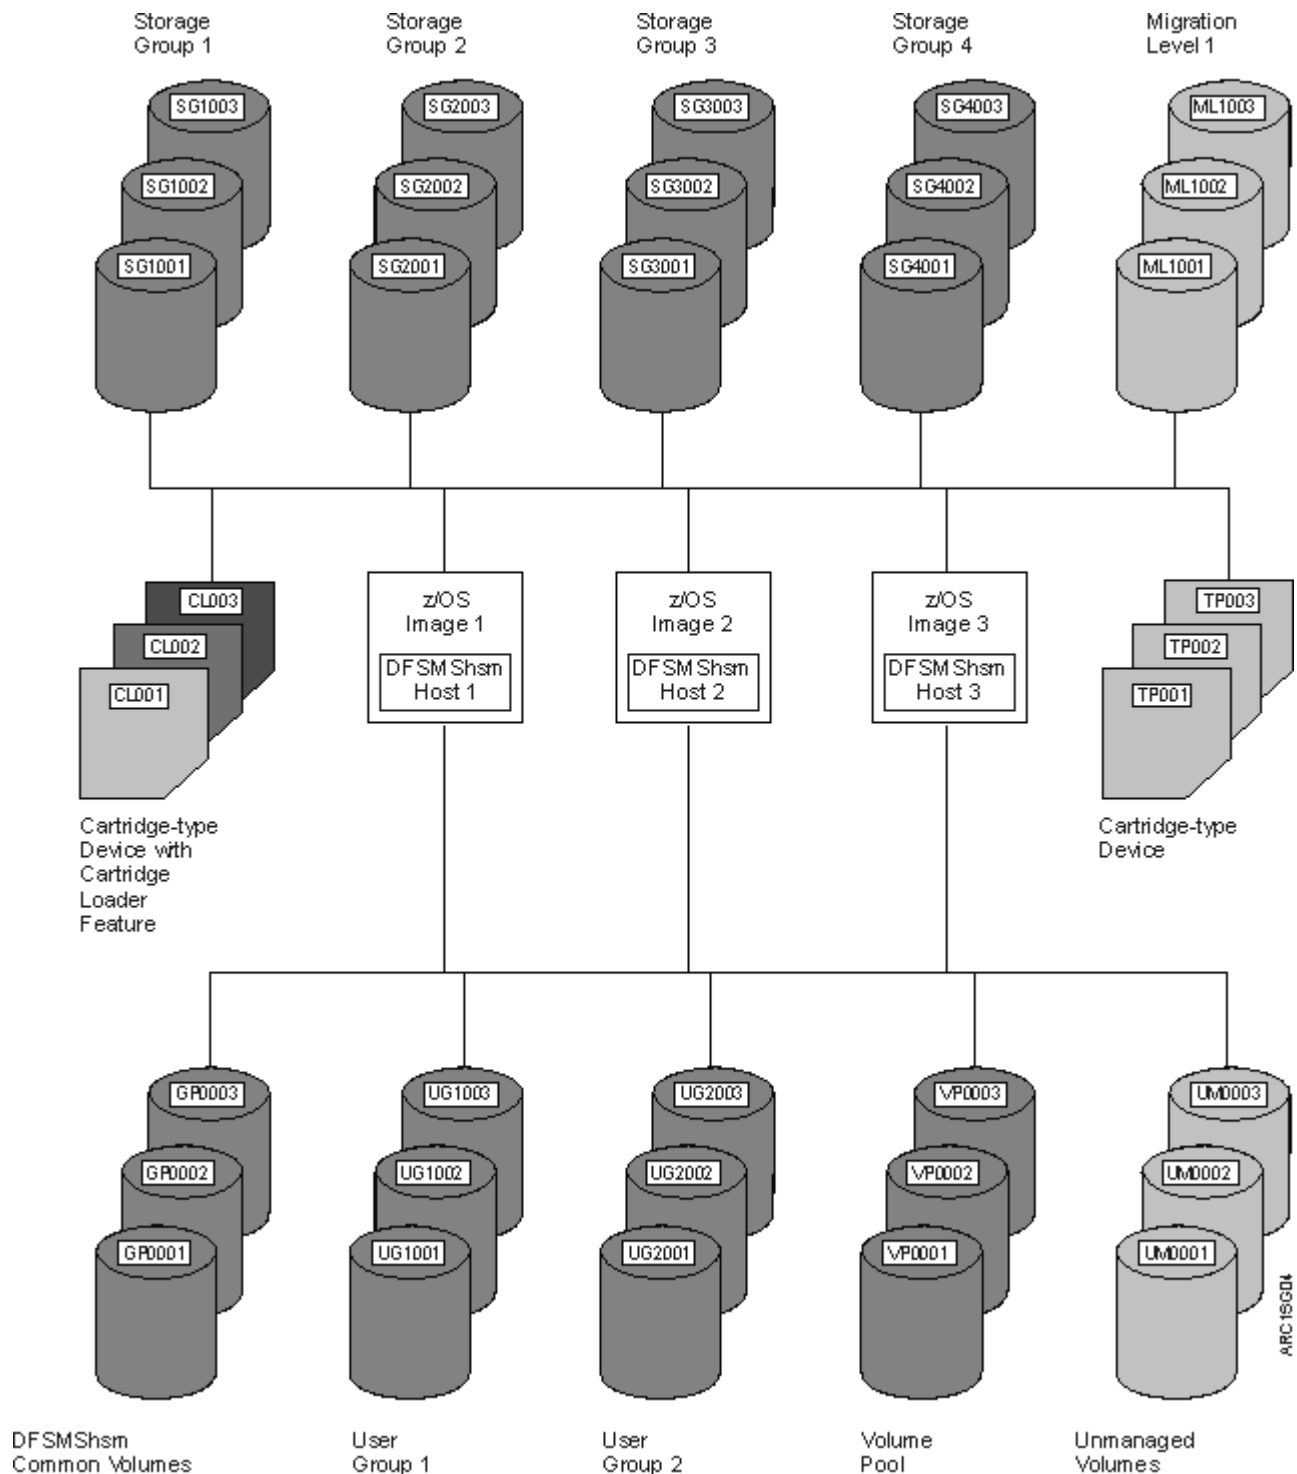 Storage
Group 1
Storage
Group 2
Storage
Group 3
Storage
Group 4
Migration
Level 1
SG1003
SG2003
SG3003
SG4003
ML1003
SG1002
SG2002
SG3002
SG4002
ML1002
SG1001
SG2001
SG3001
SG4001
ML1001
CL003
CL002
CL001
z/OS
Image 1
DFSMShsm
Host 1
z/OS
Image 2
DFSMShsm
Host 2
z/OS
Image 3
DFSMShsm
Host 3
TP003
TP002
TP001
Cartridge-type
Device with
Cartridge
Loader
Feature
Cartridge-type
Device
GP0003
UG1003
UG2003
VP0003
UM0003
GP0002
UG1002
UG2002
VP0002
UM0002
GP0001
UG1001
UG2001
VP0001
UM0001
ARC1SG04
DFSMShsm
Common Volumes
User
Group 1
User
Group 2
Volume
Pool
Unmanaged
Volumes